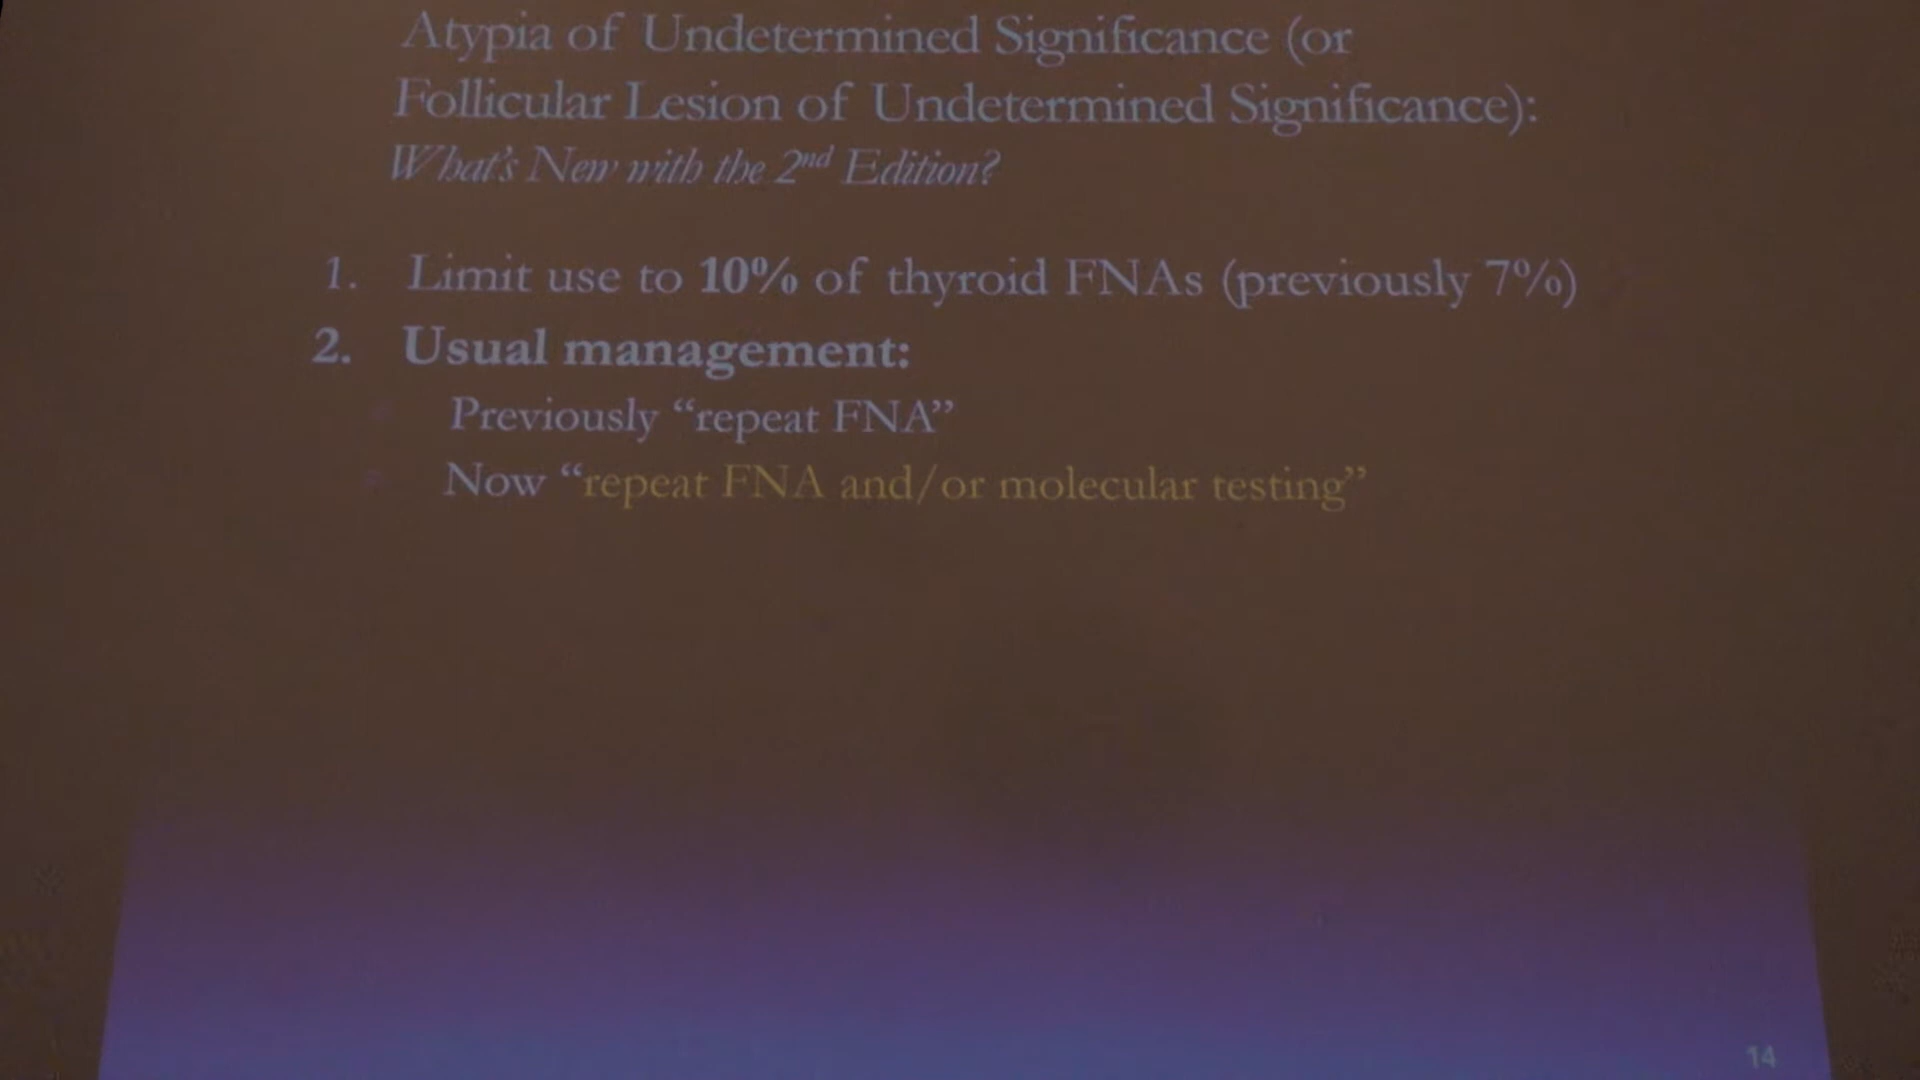 Atypia of Undetermined Significance (or
Follicular Lesion of Undetermined Significance):
What's New with the 2nd Edition?
1. Limit use to 10% of thyroid FNAs (previously 7%)
2. Usual management:
Previously “repeat FNA”
Now “repeat FNA and/or molecular testing”
14